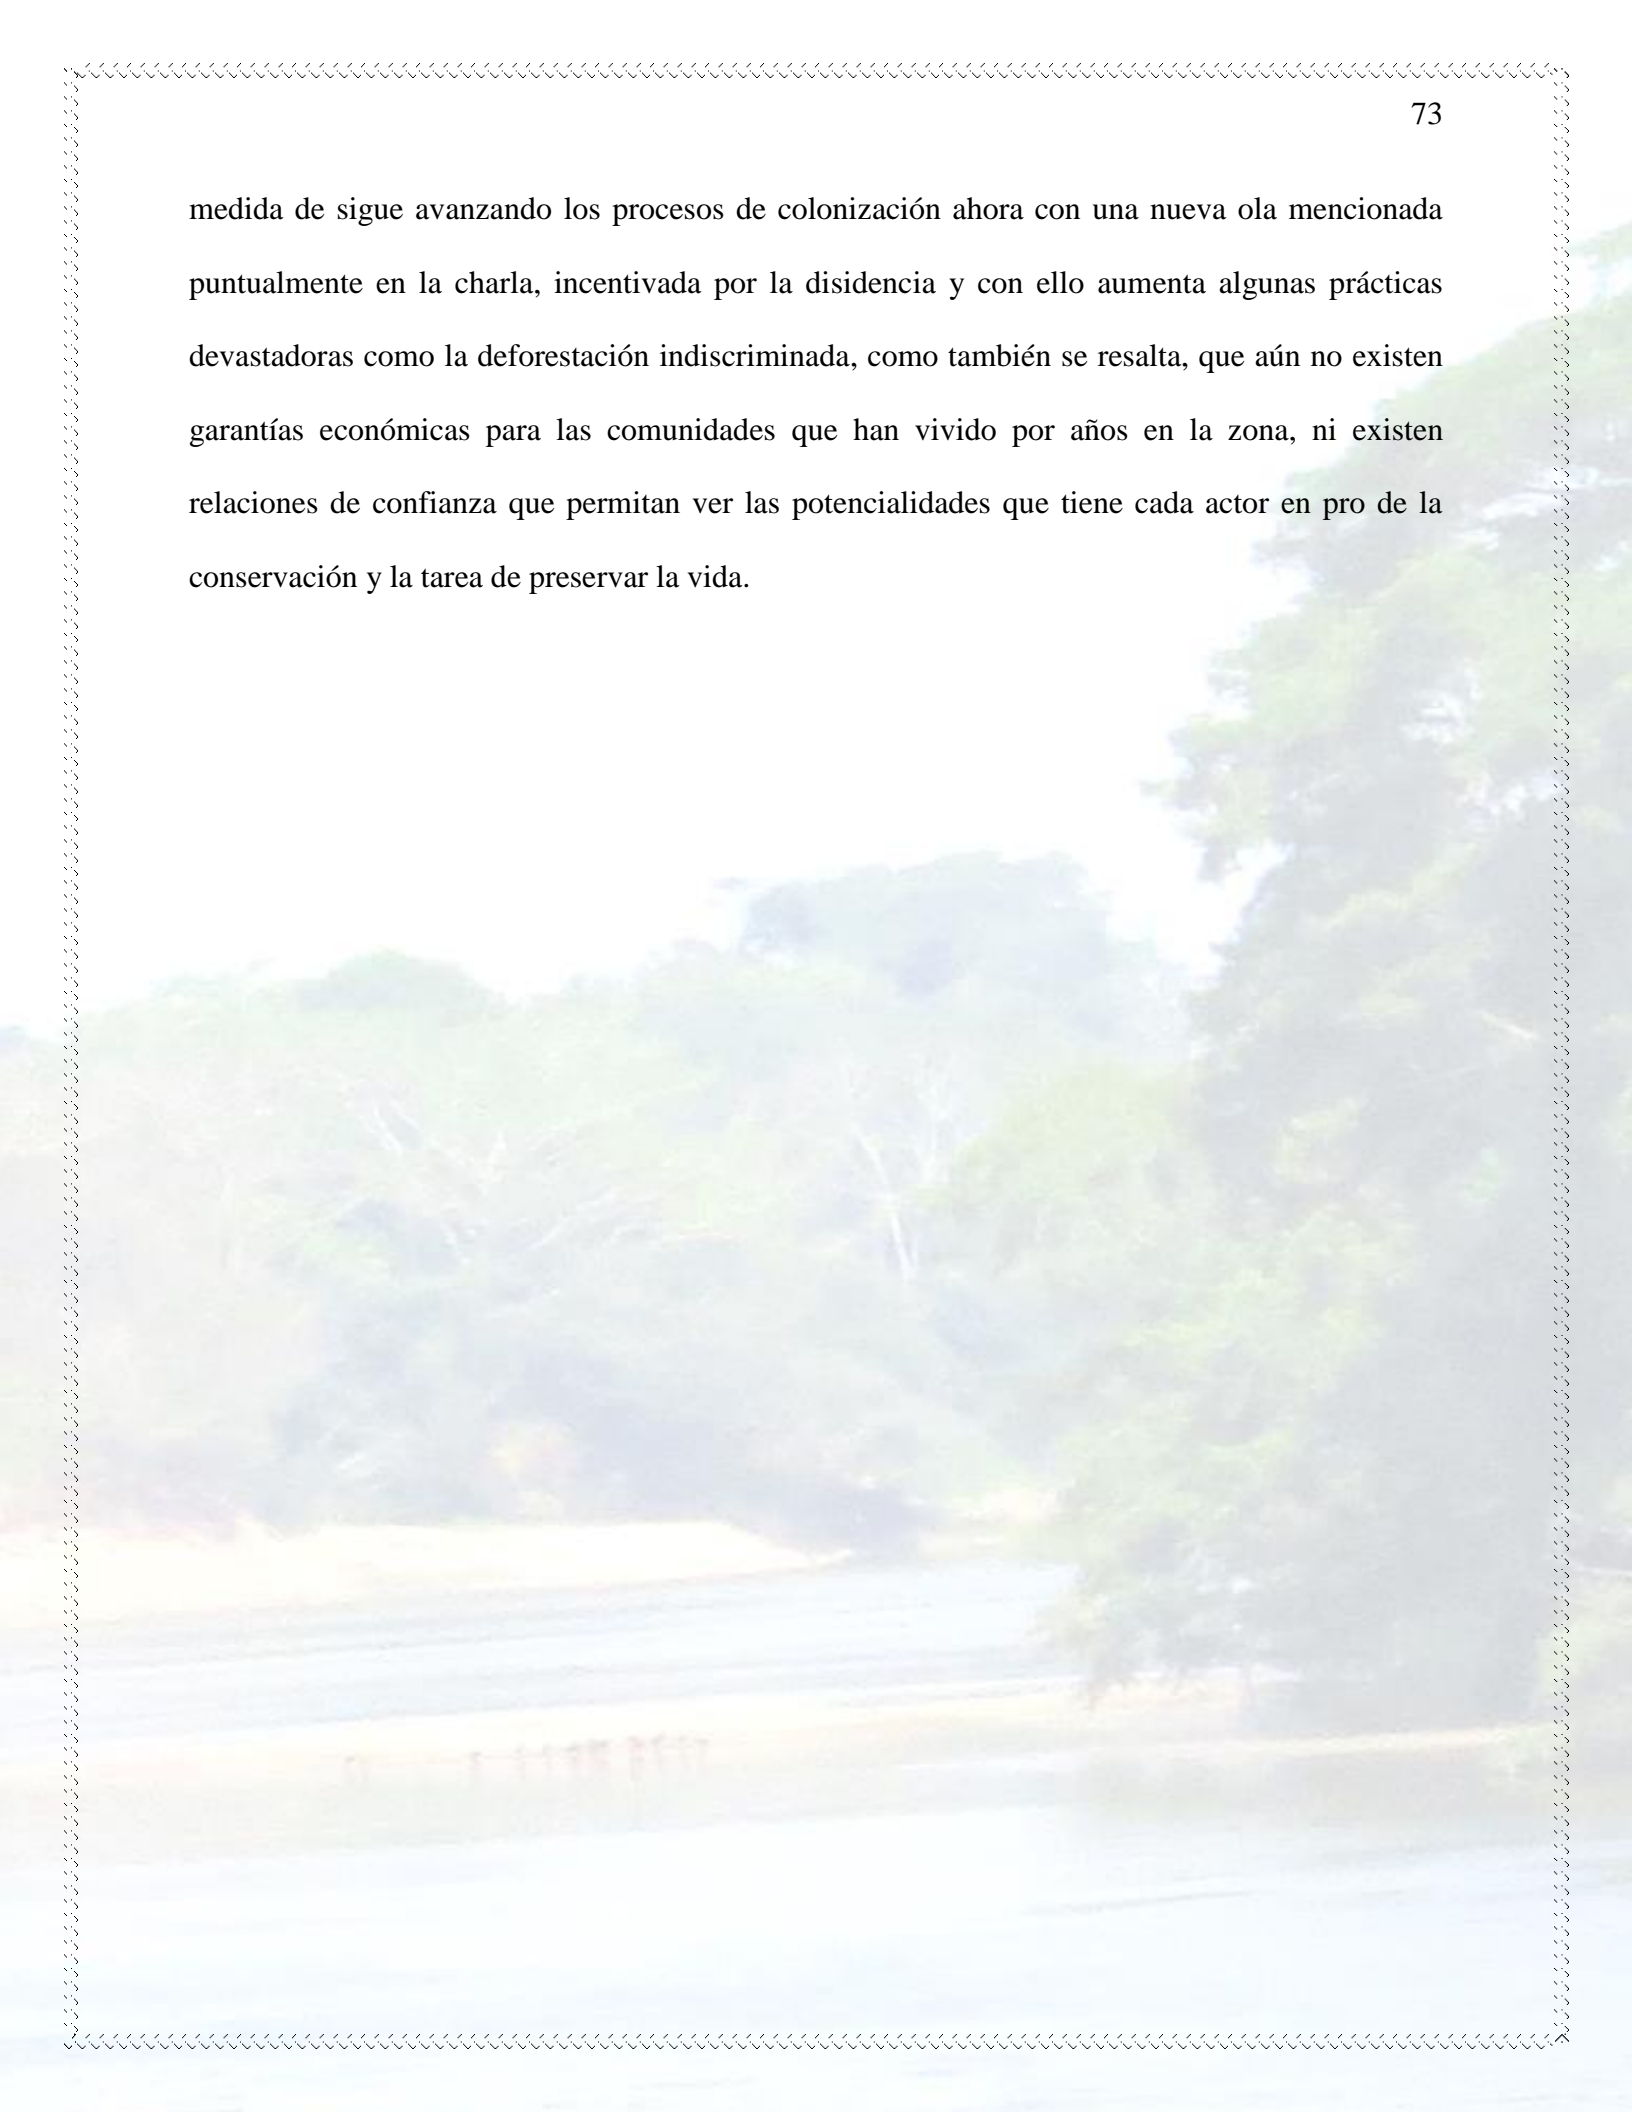 73
medida de sigue avanzando los procesos de colonización ahora con una nueva ola mencionada
puntualmente en la charla, incentivada por la disidencia y con ello aumenta algunas prácticas
devastadoras como la deforestación indiscriminada, como también se resalta, que aún no existen
garantías económicas para las comunidades que han vivido por años en la zona, ni existen
relaciones de confianza que permitan ver las potencialidades que tiene cada actor en pro de la
conservación y la tarea de preservar la vida.